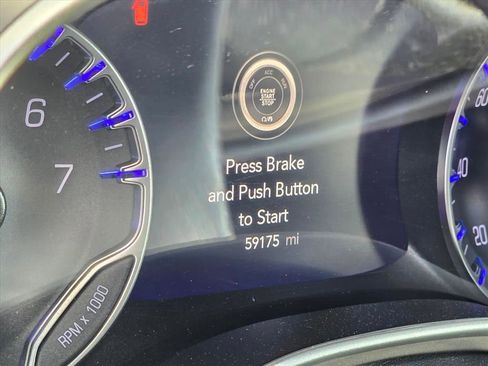 OFF ACC RUN
ENGINE
START
STOP
6
7
Press Brake
and Push Button
to Start
59175 mi
RPM x 1000
60
40
20